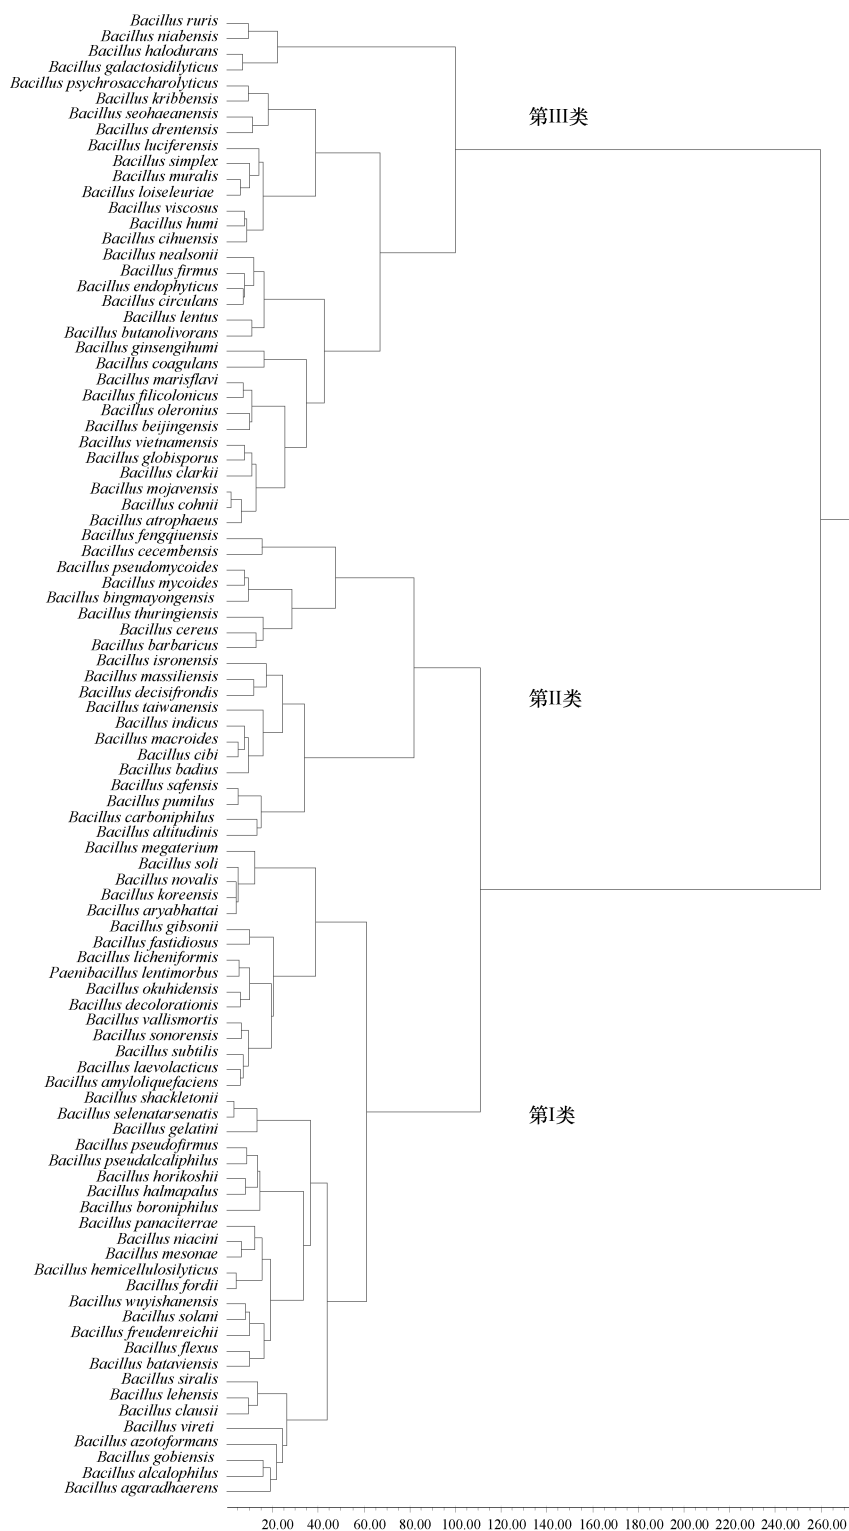 Bacillus ruris
Bacillus niabensis
Bacillus halodurans
Bacillus galactosidilyticus
Bacillus psychrosaccharolyticus
Bacillus kribbensis
Bacillus seohaeanensis
第III类
Bacillus drentensis
Bacillus luciferensis
Bacillus simplex
Bacillus muralis
Bacillus loiseleuriae
Bacillus viscosus
Bacillus humi
Bacillus cihuensis
Bacillus nealsonii
Bacillus firmus
Bacillus endophyticus
Bacillus circulans
Bacillus lentus
Bacillus butanolivorans
Bacillus ginsengihumi
Bacillus coagulans
Bacillus marisflavi
Bacillus filicolonicus
Bacillus oleronius
Bacillus beijingensis
Bacillus vietnamensis
Bacillus globisporus
Bacillus clarkii
Bacillus mojavensis
Bacillus cohnii
Bacillus atrophaeus
Bacillus fengqiuensis
Bacillus cecembensis
Bacillus pseudomycoides
Bacillus mycoides
Bacillus bingmayongensis
Bacillus thuringiensis
Bacillus cereus
Bacillus barbaricus
Bacillus isronensis
Bacillus massiliensis
Bacillus decisifrondis
第II类
Bacillus taiwanensis
Bacillus indicus
Bacillus macroides
Bacillus cibi
Bacillus badius
Bacillus safensis
Bacillus pumilus
Bacillus carboniphilus
Bacillus altitudinis
Bacillus megaterium
Bacillus soli
Bacillus novalis
Bacillus koreensis
Bacillus aryabhattai
Bacillus gibsonii
Bacillus fastidiosus
Bacillus licheniformis
Paenibacillus lentimorbus
Bacillus okuhidensis
Bacillus decolorationis
Bacillus vallismortis
Bacillus sonorensis
Bacillus subtilis
Bacillus laevolacticus
Bacillus amyloliquefaciens
Bacillus shackletonii
Bacillus selenatarsenatis
第I类
Bacillus gelatini
Bacillus pseudofirmus
Bacillus pseudalcaliphilus
Bacillus horikoshii
Bacillus halmapalus
Bacillus boroniphilus
Bacillus panaciterrae
Bacillus niacini
Bacillus mesonae
Bacillus hemicellulosilyticus
Bacillus fordii
Bacillus wuyishanensis
Bacillus solani
Bacillus freudenreichii
Bacillus flexus
Bacillus bataviensis
Bacillus siralis
Bacillus lehensis
Bacillus clausii
Bacillus vireti
Bacillus azotoformans
Bacillus gobiensis
Bacillus alcalophilus
Bacillus agaradhaerens
20.00 40.00 60.00 80.00 100.00 120.00 140.00 160.00 180.00 200.00 220.00 240.00 260.00